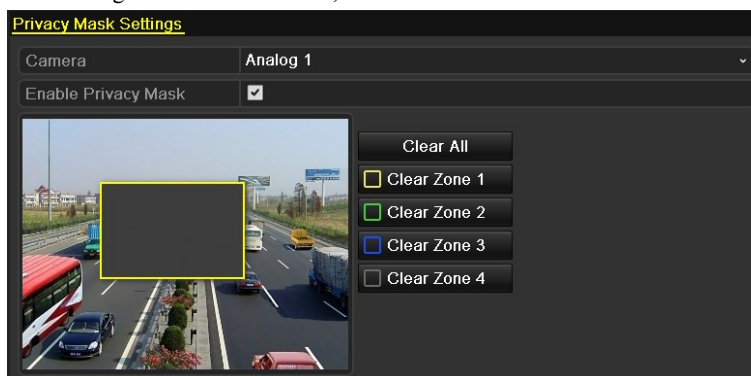 Privacy Mask Settings
Camera Analog 1
Enable Privacy Mask
Clear All
Clear Zone 1
Clear Zone 2
Clear Zone 3
Clear Zone 4